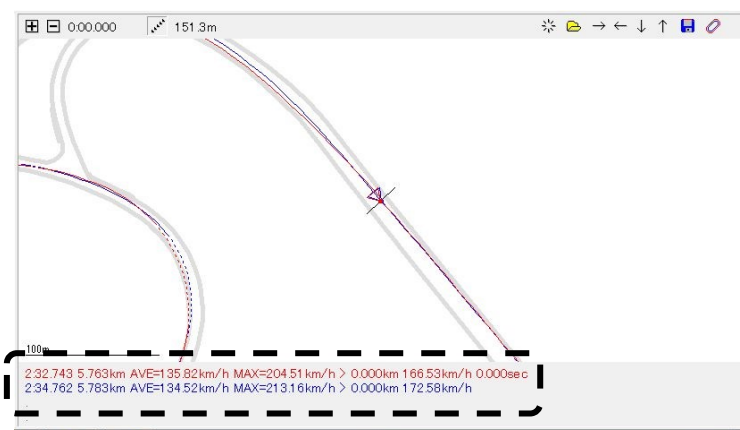 0:00.000 151.3m
100m
2:32.743 5.763km AVE=135.82km/h MAX=204.51km/h > 0.000km 166.53km/h 0.000sec
2:34.762 5.783km AVE=134.52km/h MAX=213.16km/h > 0.000km 172.58km/h